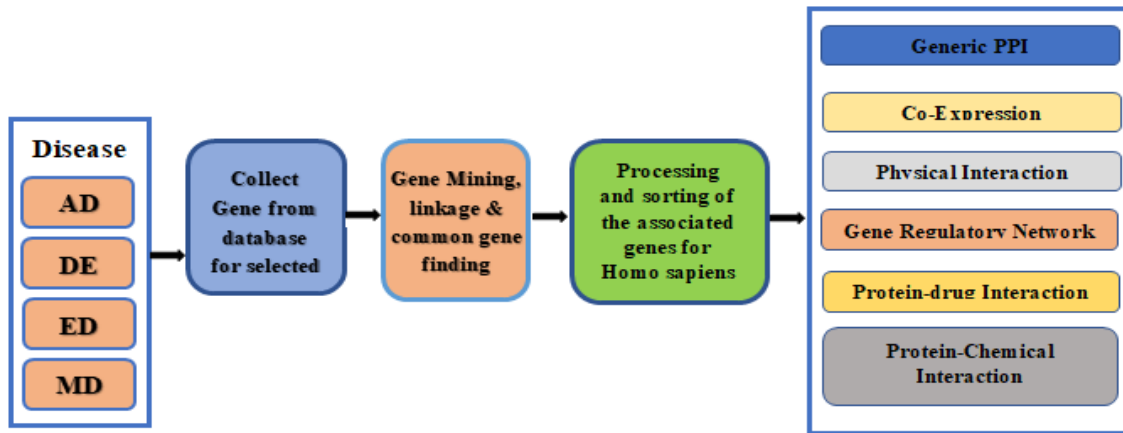 Disease
AD
DE
ED
MD
Collect
Gene from
database
for selected
Gene Mining,
linkage &
common gene
finding
Processing
and sorting of
the associated
genes for
Homo sapiens
Generic PPI
Co-Expression
Physical Interaction
Gene Regulatory Network
Protein-drug Interaction
Protein-Chemical
Interaction